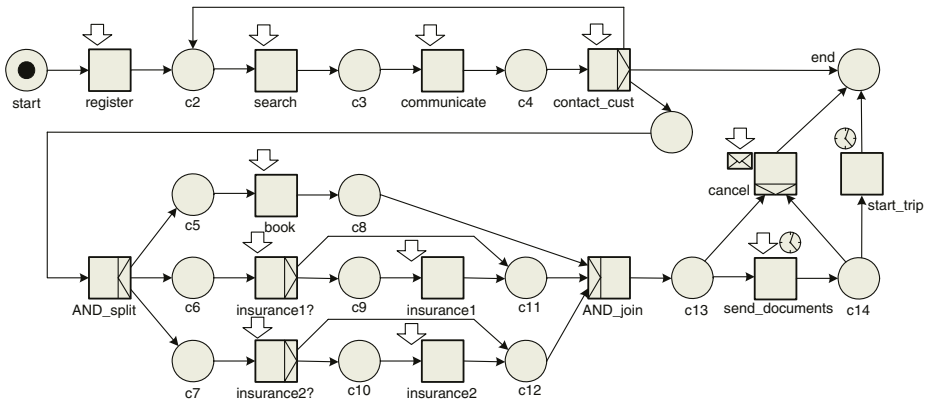 end
start
register
c2
search
c3
communicate
c4
contact_cust
cancel
start_trip
c5
book
c8
AND_split
c6
insurance1?
c9
insurance1
c11
AND_join
c13
send_documents
c14
c7
insurance2?
c10
insurance2
c12